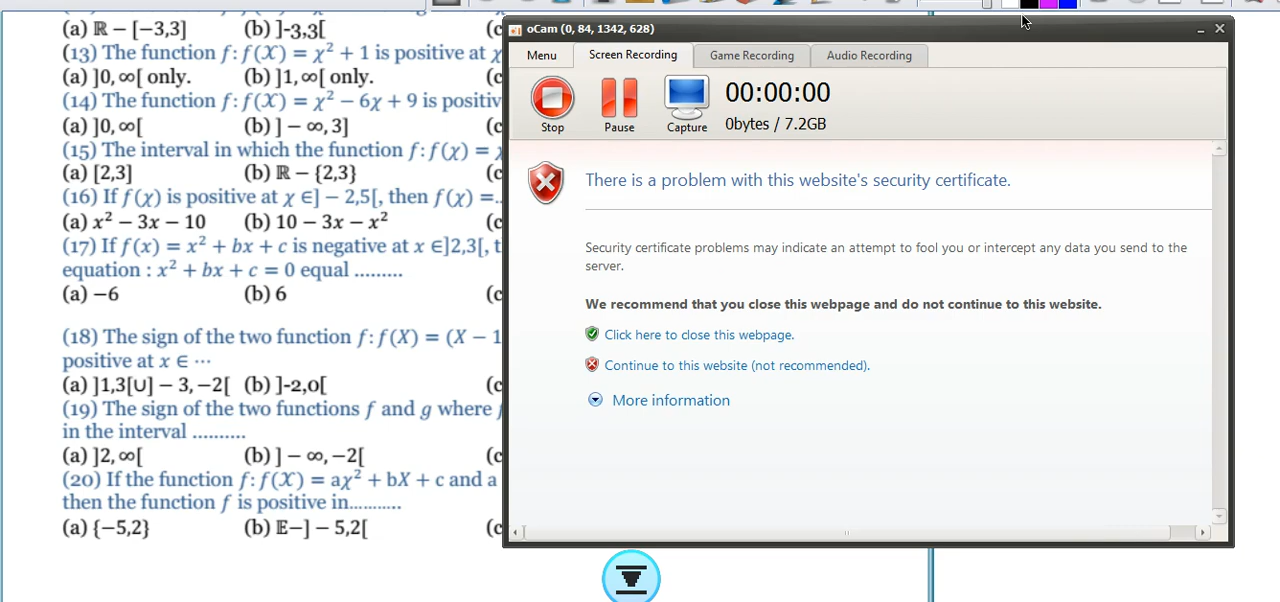 (a) ℝ − [−3,3] (b) ]-3,3[ (c
(13) The function f: f(X) = χ² + 1 is positive at χ
(a) ]0, ∞[ only. (b) ]1, ∞[ only. (c
(14) The function f: f(X) = χ² − 6χ + 9 is positiv
(a) ]0, ∞[ (b) ] − ∞, 3] (c
(15) The interval in which the function f: f(χ) = χ
(a) [2,3] (b) ℝ − {2,3} (c
(16) If f(χ) is positive at χ ∈] − 2,5[, then f(χ) =..
(a) x² − 3x − 10 (b) 10 − 3x − x² (c
(17) If f(x) = x² + bx + c is negative at x ∈]2,3[, t
equation : x² + bx + c = 0 equal .........
(a) −6 (b) 6 (c
(18) The sign of the two function f: f(X) = (X − 1
positive at x ∈ ⋯
(a) ]1,3[∪] − 3, −2[ (b) ]-2,0[ (c
(19) The sign of the two functions f and g where f
in the interval ..........
(a) ]2, ∞[ (b) ] − ∞, −2[ (c
(20) If the function f: f(X) = aχ² + bX + c and a
then the function f is positive in...........
(a) {−5,2} (b) 𝔼−] − 5,2[ (c
oCam (0, 84, 1342, 628)
Menu Screen Recording Game Recording Audio Recording
Stop Pause Capture
00:00:00
0bytes / 7.2GB
There is a problem with this website's security certificate.
Security certificate problems may indicate an attempt to fool you or intercept any data you send to the
server.
We recommend that you close this webpage and do not continue to this website.
Click here to close this webpage.
Continue to this website (not recommended).
More information